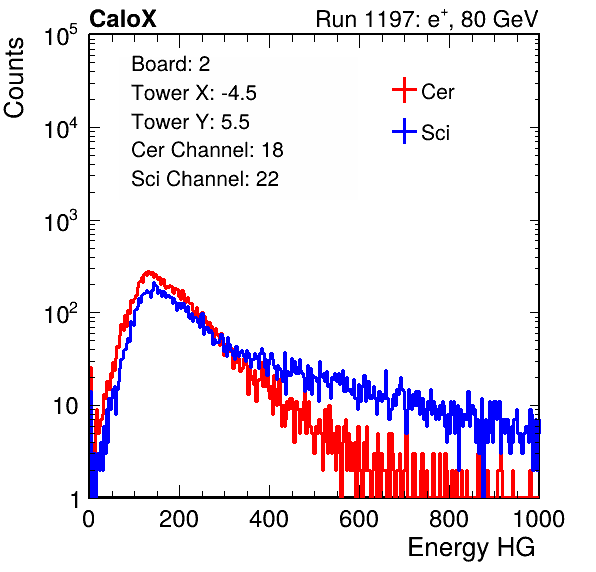 CaloX Run 1197: e⁺, 80 GeV
Counts
10⁵
10⁴
10³
10²
10
1
Board: 2
Tower X: -4.5
Tower Y: 5.5
Cer Channel: 18
Sci Channel: 22
Cer
Sci
0 200 400 600 800 1000
Energy HG